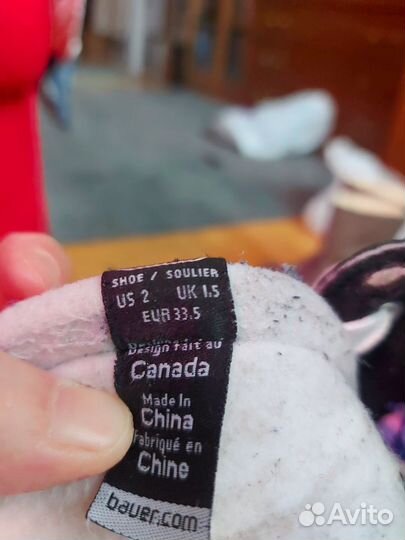 SHOE / SOULIER
US 2 UK 1.5
EUR 33.5
Design fait au
Canada
Made in
China
Fabriqué en
Chine
bauer.com
Avito